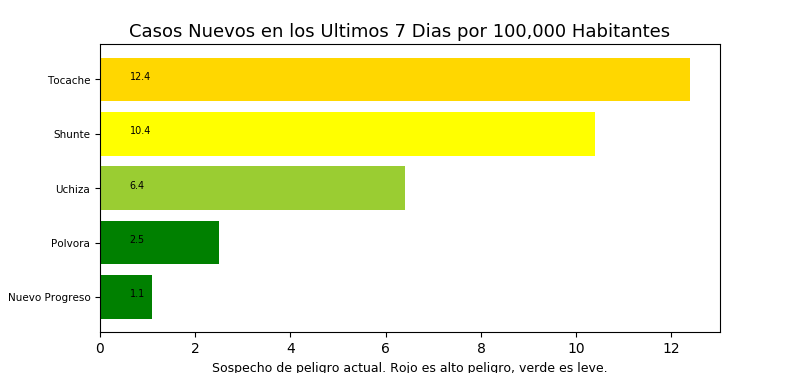 Casos Nuevos en los Ultimos 7 Dias por 100,000 Habitantes
Tocache 12.4
Shunte 10.4
Uchiza 6.4
Polvora 2.5
Nuevo Progreso 1.1
0 2 4 6 8 10 12
Sospecho de peligro actual. Rojo es alto peligro, verde es leve.